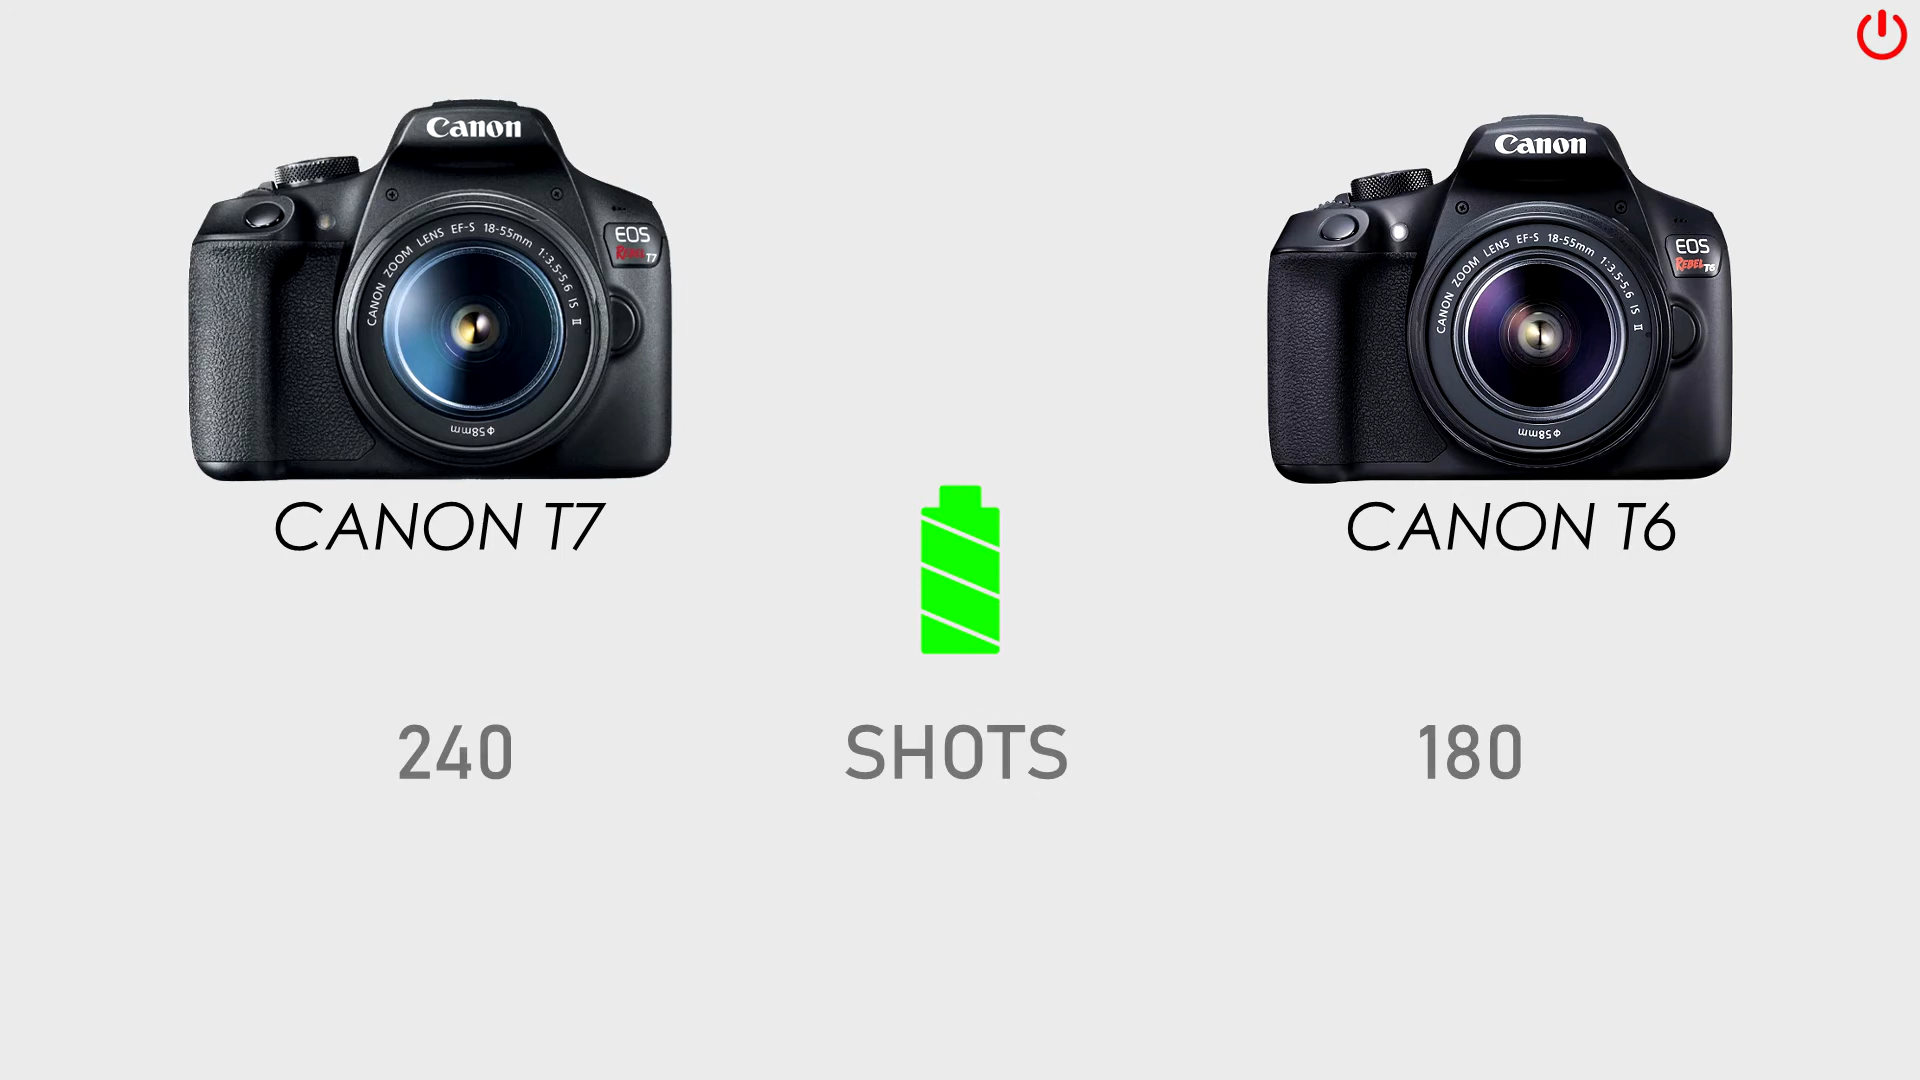 Canon
EOS
REBEL T7
CANON ZOOM LENS EF-S 18-55mm 1:3.5-5.6 IS II
ϕ58mm
Canon
EOS
REBEL T6
CANON ZOOM LENS EF-S 18-55mm 1:3.5-5.6 IS II
ϕ58mm
CANON T7
CANON T6
240
SHOTS
180